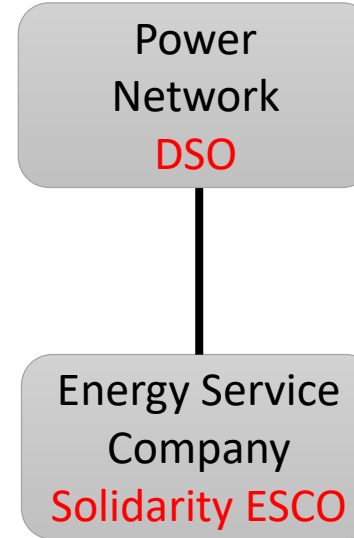 Power
Network
DSO
Energy Service
Company
Solidarity ESCO